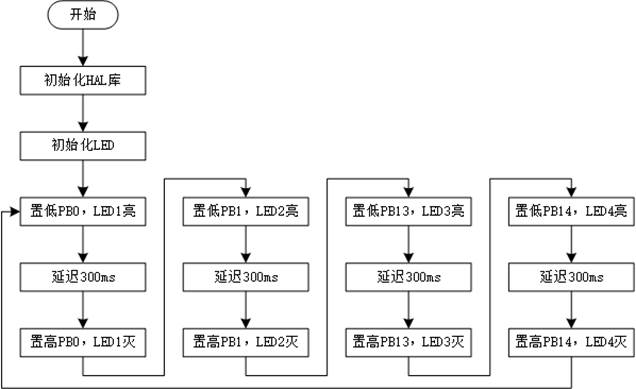 开始
初始化HAL库
初始化LED
置低PB0，LED1亮
延迟300ms
置高PB0，LED1灭
置低PB1，LED2亮
延迟300ms
置高PB1，LED2灭
置低PB13，LED3亮
延迟300ms
置高PB13，LED3灭
置低PB14，LED4亮
延迟300ms
置高PB14，LED4灭